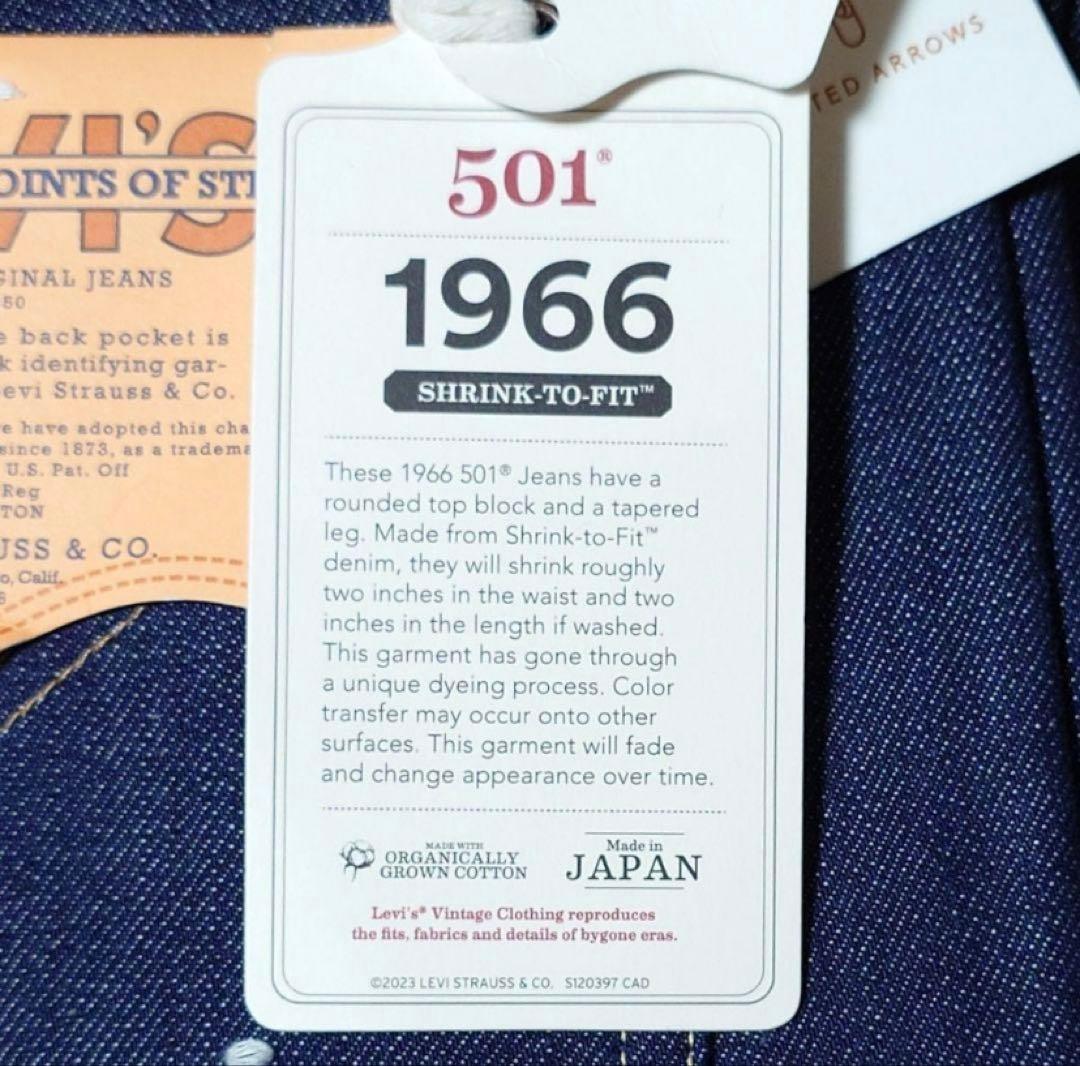 VI'S
OINTS OF ST
GINAL JEANS
50
e back pocket is
k identifying gar-
evi Strauss & Co.
e have adopted this cha
since 1873, as a tradema
U.S. Pat. Off
Reg
TON
USS & CO.
o, Calif.
501®
1966
SHRINK-TO-FIT™
These 1966 501® Jeans have a
rounded top block and a tapered
leg. Made from Shrink-to-Fit™
denim, they will shrink roughly
two inches in the waist and two
inches in the length if washed.
This garment has gone through
a unique dyeing process. Color
transfer may occur onto other
surfaces. This garment will fade
and change appearance over time.
MADE WITH
ORGANICALLY
GROWN COTTON
Made in
JAPAN
Levi's® Vintage Clothing reproduces
the fits, fabrics and details of bygone eras.
©2023 LEVI STRAUSS & CO. S120397 CAD
TED ARROWS